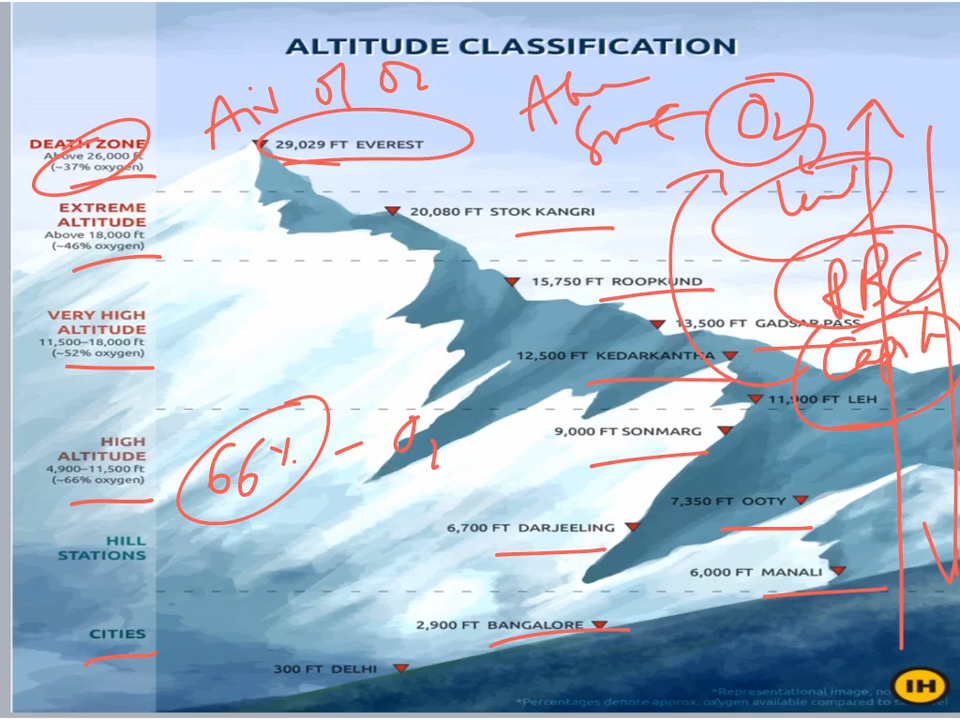 ALTITUDE CLASSIFICATION
Air of O2
O2
DEATH ZONE
Above 26,000 ft
(~37% oxygen)
29,029 FT EVEREST
EXTREME
ALTITUDE
Above 18,000 ft
(~46% oxygen)
20,080 FT STOK KANGRI
level
15,750 FT ROOPKUND
RBC
VERY HIGH
ALTITUDE
11,500–18,000 ft
(~52% oxygen)
13,500 FT GADSAR PASS
12,500 FT KEDARKANTHA
11,900 FT LEH
HIGH
ALTITUDE
4,900–11,500 ft
(~66% oxygen)
66% - O2
9,000 FT SONMARG
7,350 FT OOTY
HILL
STATIONS
6,700 FT DARJEELING
6,000 FT MANALI
CITIES
2,900 FT BANGALORE
300 FT DELHI
IH
*Representational image, no
*Percentages denote approx. oxygen available compared to